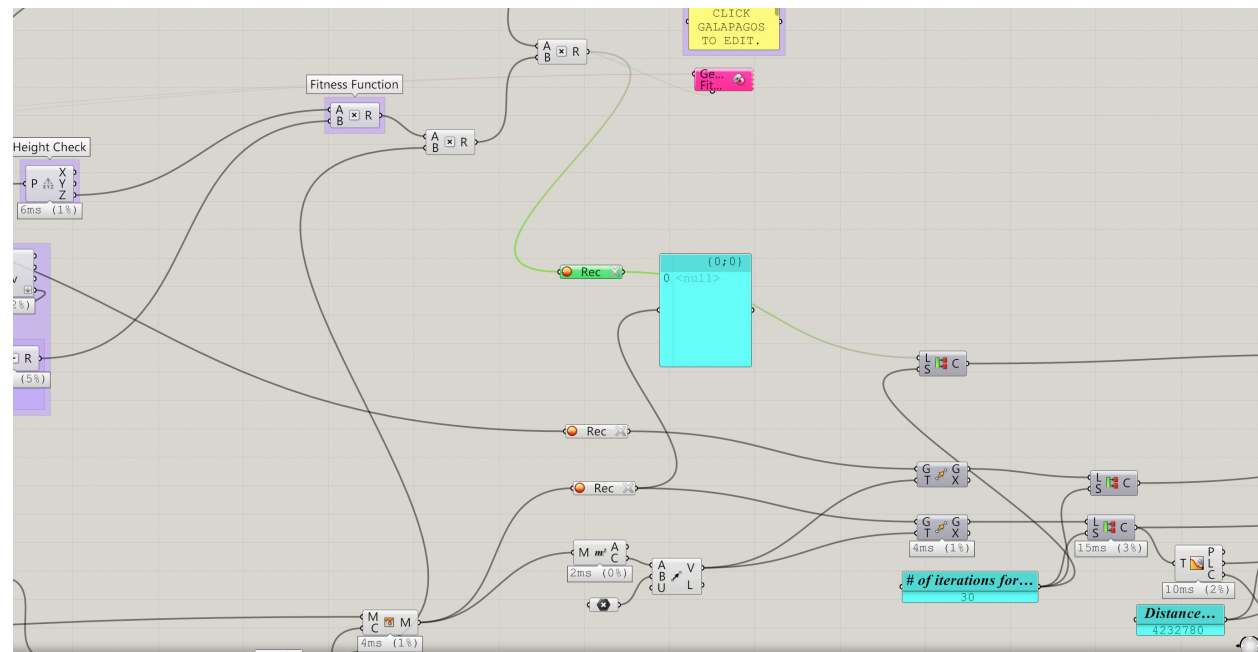 CLICK
GALAPAGOS
TO EDIT.
A
B
R
Ge...
Fit...
Fitness Function
A
B
R
A
B
R
Height Check
P
X
Y
Z
6ms (1%)
{0;0}
0 <null>
Rec
V
2%)
R
(5%)
L
S
C
Rec
G
T
G
X
L
S
C
Rec
G
T
G
X
4ms (1%)
L
S
C
15ms (3%)
M
m²
A
C
2ms (0%)
A
B
U
V
L
T
P
L
C
10ms (2%)
# of iterations for...
30
Distance...
4232780
M
C
M
4ms (1%)